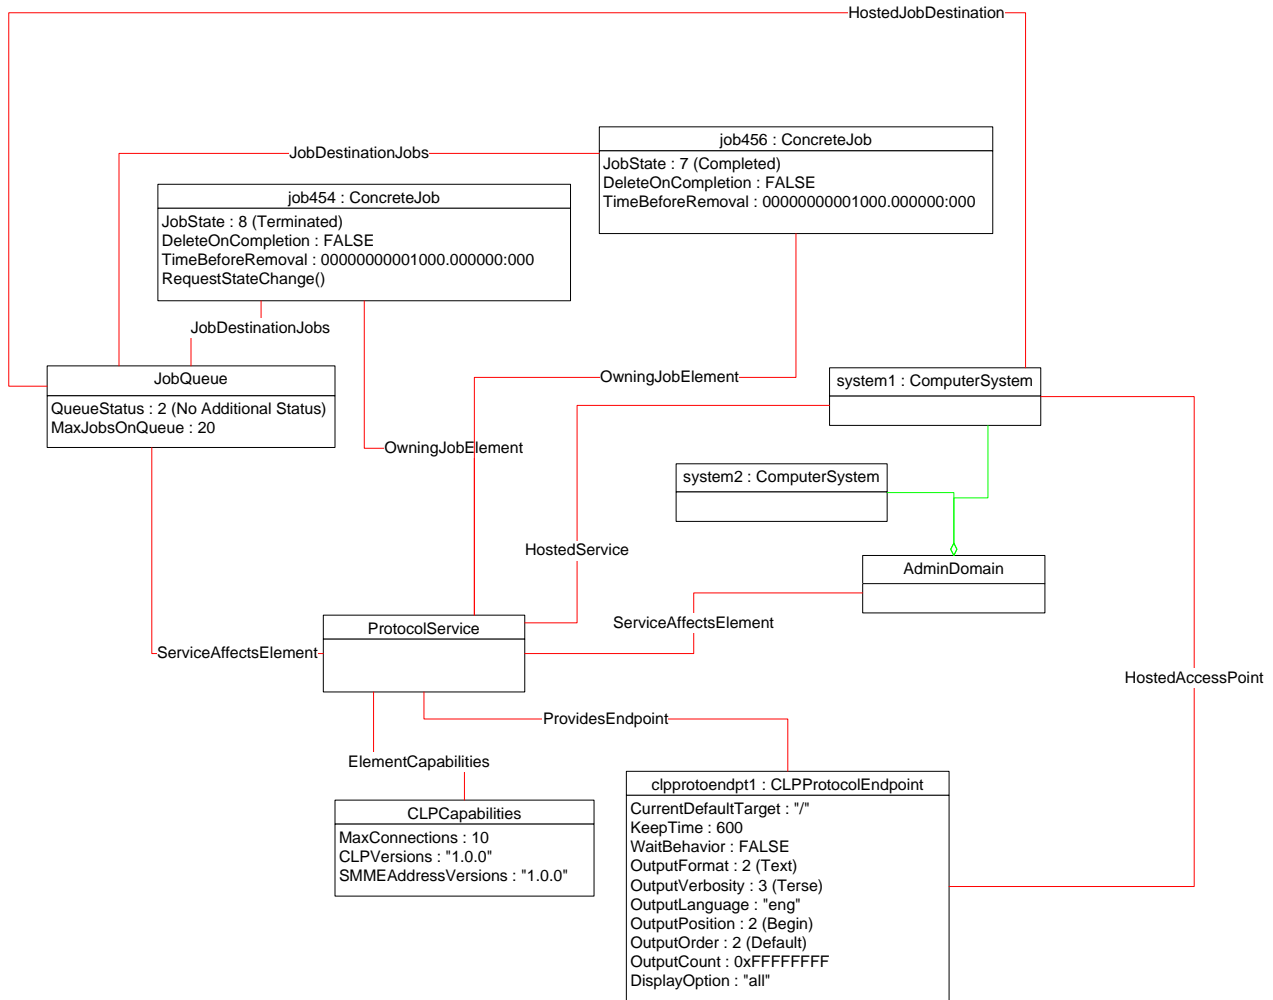 HostedJobDestination
job456 : ConcreteJob
JobState : 7 (Completed)
DeleteOnCompletion : FALSE
TimeBeforeRemoval : 00000000001000.000000:000
JobDestinationJobs
job454 : ConcreteJob
JobState : 8 (Terminated)
DeleteOnCompletion : FALSE
TimeBeforeRemoval : 00000000001000.000000:000
RequestStateChange()
JobDestinationJobs
JobQueue
QueueStatus : 2 (No Additional Status)
MaxJobsOnQueue : 20
OwningJobElement
system1 : ComputerSystem
OwningJobElement
system2 : ComputerSystem
HostedService
AdminDomain
ServiceAffectsElement
ProtocolService
ServiceAffectsElement
HostedAccessPoint
ProvidesEndpoint
ElementCapabilities
CLPCapabilities
MaxConnections : 10
CLPVersions : "1.0.0"
SMMEAddressVersions : "1.0.0"
clpprotoendpt1 : CLPProtocolEndpoint
CurrentDefaultTarget : "/"
KeepTime : 600
WaitBehavior : FALSE
OutputFormat : 2 (Text)
OutputVerbosity : 3 (Terse)
OutputLanguage : "eng"
OutputPosition : 2 (Begin)
OutputOrder : 2 (Default)
OutputCount : 0xFFFFFFFF
DisplayOption : "all"